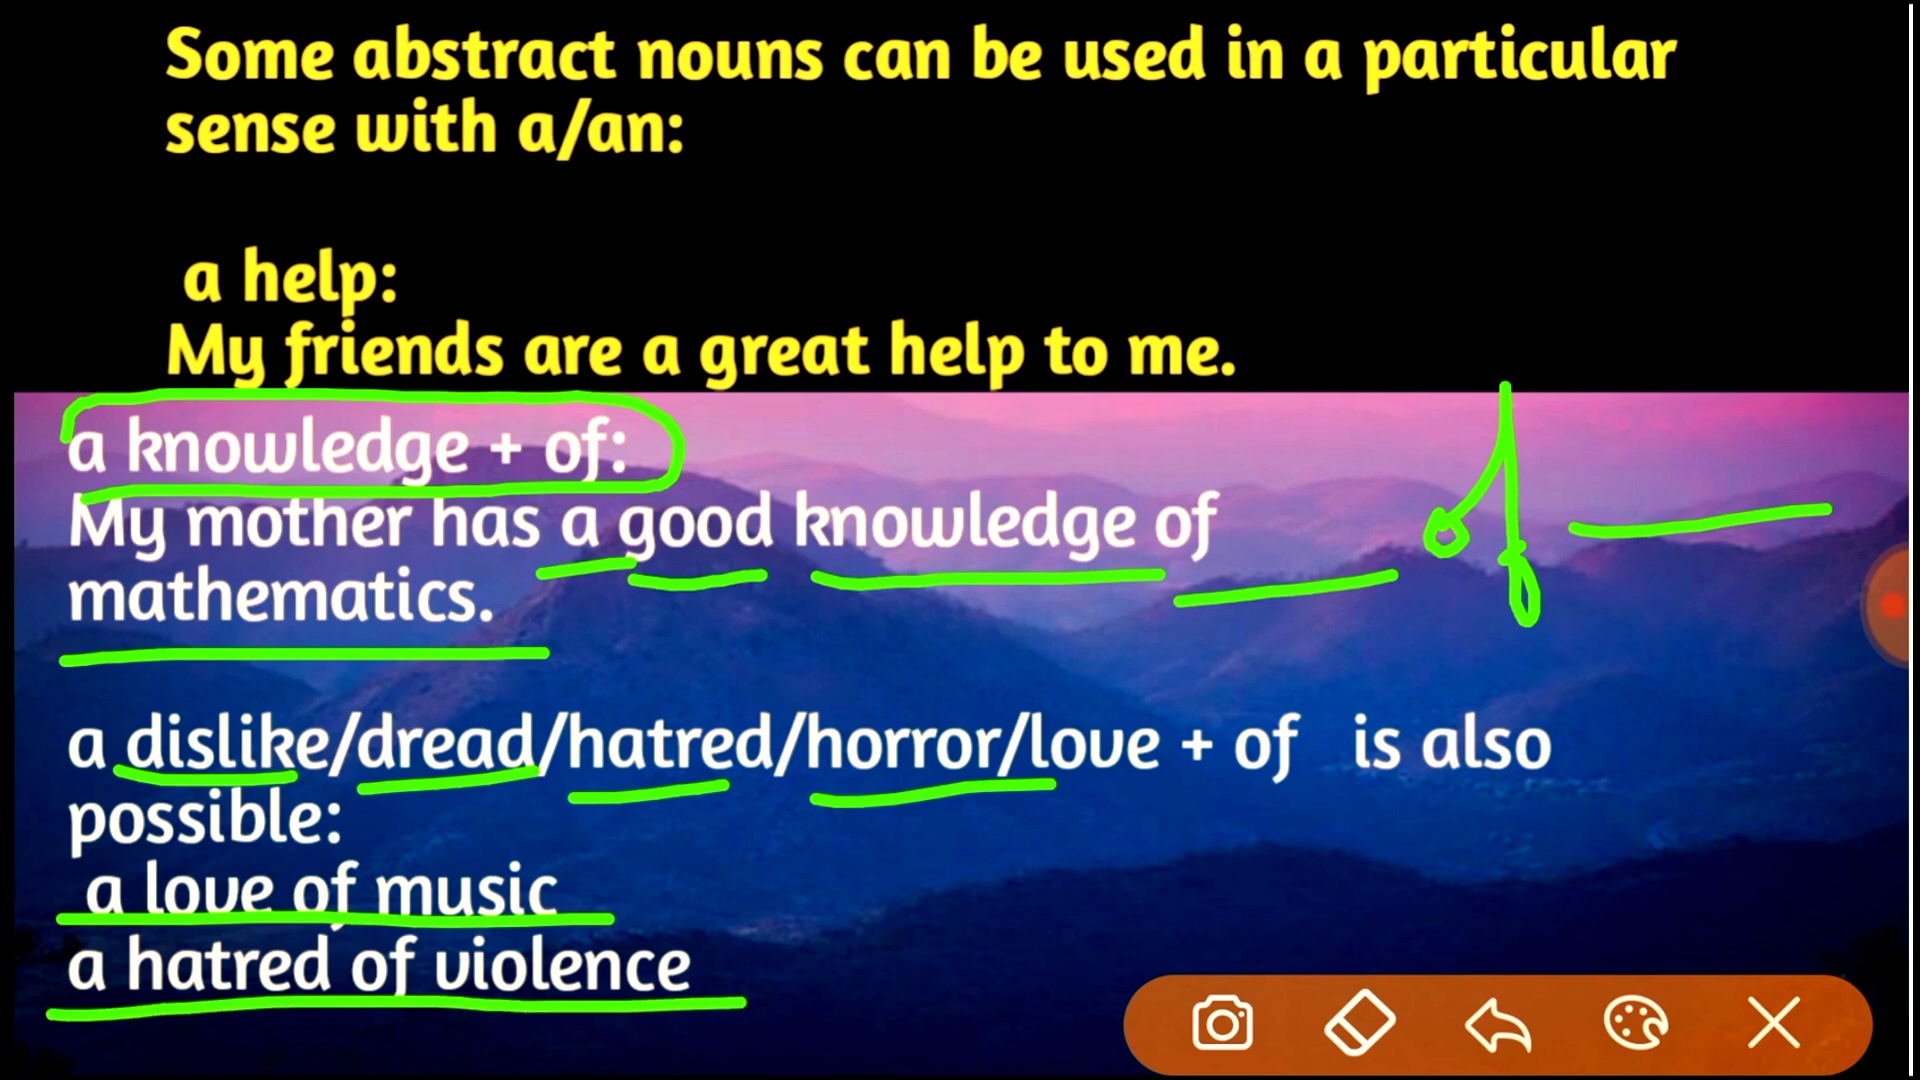 Some abstract nouns can be used in a particular
sense with a/an:
a help:
My friends are a great help to me.
a knowledge + of:
My mother has a good knowledge of
of
mathematics.
a dislike/dread/hatred/horror/love + of is also
possible:
a love of music
a hatred of violence